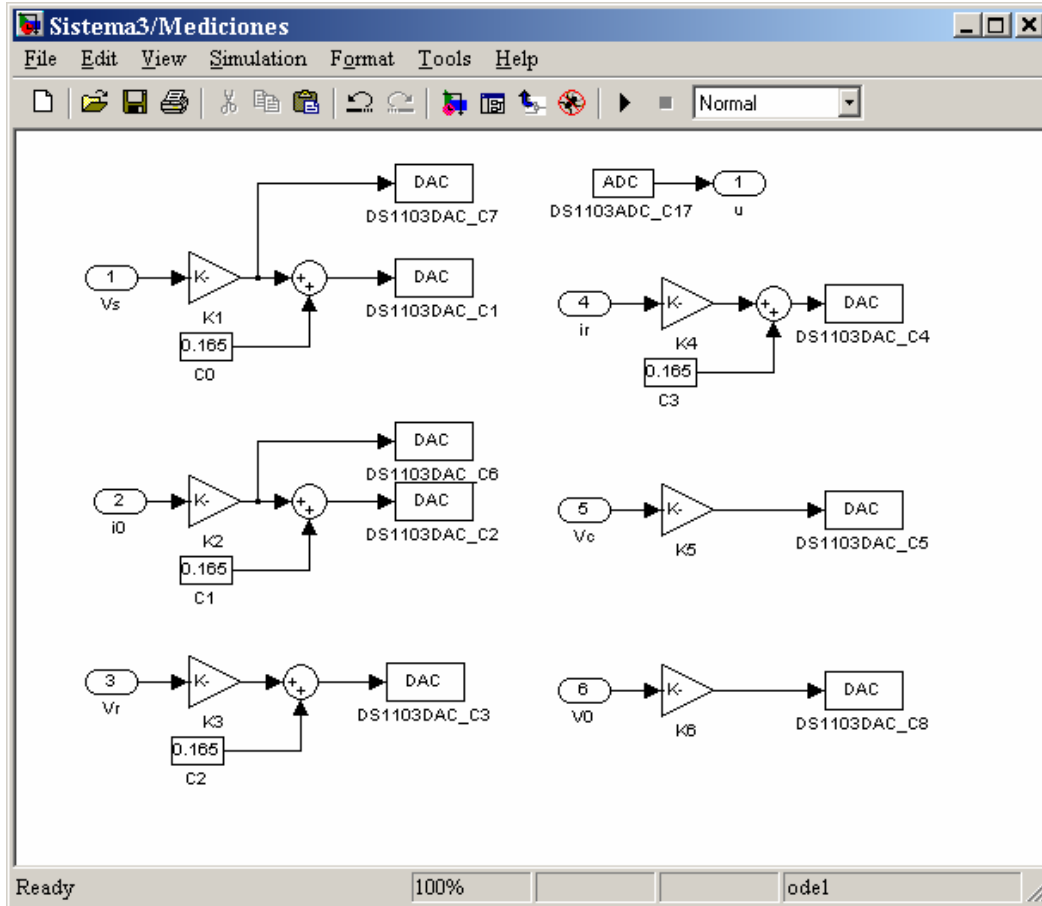 Sistema3/Mediciones
File Edit View Simulation Format Tools Help
Normal
DAC
DS1103DAC_C7
ADC
DS1103ADC_C17
1
u
1
Vs
K-
K1
+
+
DAC
DS1103DAC_C1
0.165
C0
4
ir
K-
K4
+
+
DAC
DS1103DAC_C4
0.165
C3
DAC
DS1103DAC_C6
2
i0
K-
K2
+
+
DAC
DS1103DAC_C2
0.165
C1
5
Vc
K-
K5
DAC
DS1103DAC_C5
3
Vr
K-
K3
+
+
DAC
DS1103DAC_C3
0.165
C2
6
V0
K-
K6
DAC
DS1103DAC_C8
Ready 100% ode1